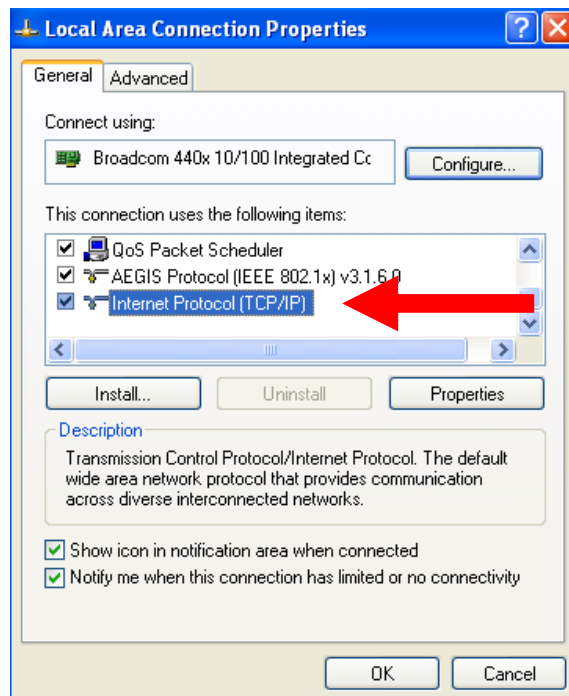 Local Area Connection Properties
General Advanced
Connect using:
Broadcom 440x 10/100 Integrated Cc
Configure...
This connection uses the following items:
QoS Packet Scheduler
AEGIS Protocol (IEEE 802.1x) v3.1.6.0
Internet Protocol (TCP/IP)
Install... Uninstall Properties
Description
Transmission Control Protocol/Internet Protocol. The default
wide area network protocol that provides communication
across diverse interconnected networks.
Show icon in notification area when connected
Notify me when this connection has limited or no connectivity
OK Cancel